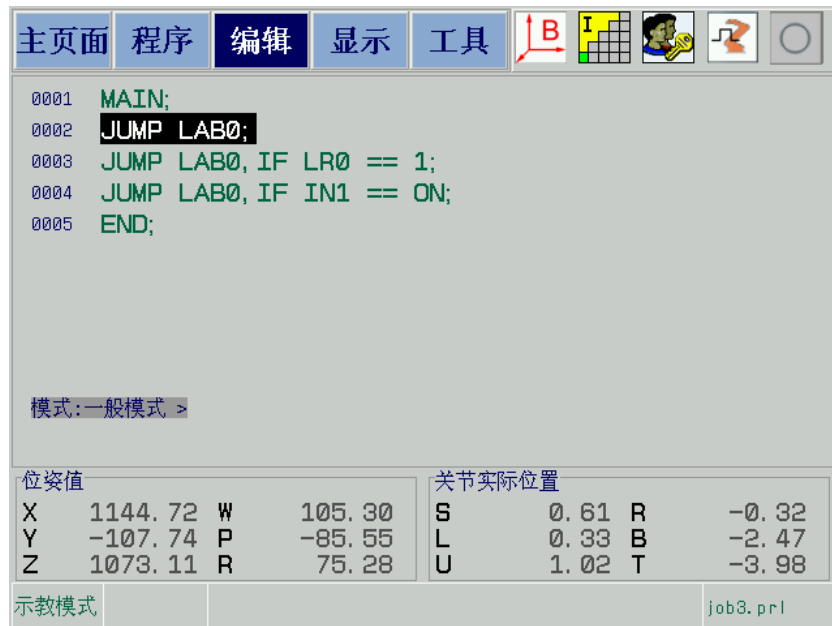 主页面 程序 编辑 显示 工具 B I
0001 MAIN;
0002 JUMP LAB0;
0003 JUMP LAB0, IF LR0 == 1;
0004 JUMP LAB0, IF IN1 == ON;
0005 END;
模式:一般模式 >
位姿值 关节实际位置
X 1144.72 W 105.30 S 0.61 R -0.32
Y -107.74 P -85.55 L 0.33 B -2.47
Z 1073.11 R 75.28 U 1.02 T -3.98
示教模式 job3.prl